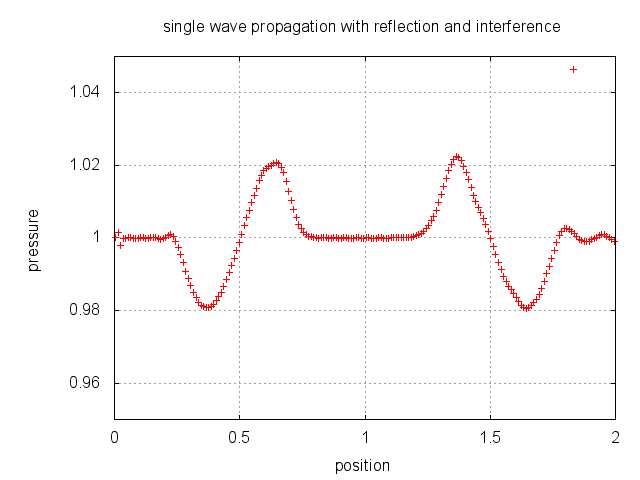 single wave propagation with reflection and interference
1.04
1.02
1
0.98
0.96
pressure
0 0.5 1 1.5 2
position